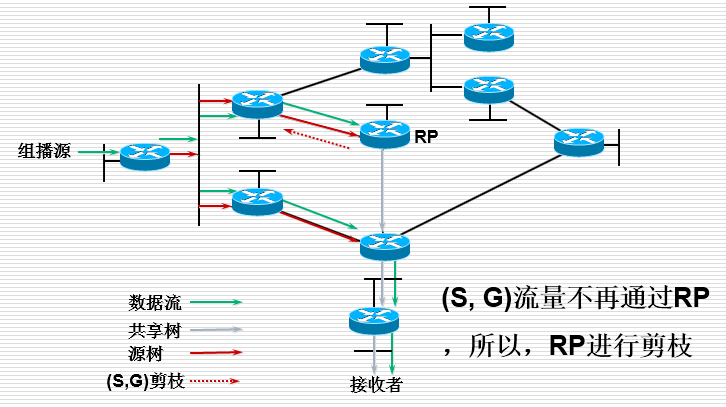 组播源
RP
数据流
共享树
源树
(S,G)剪枝
接收者
(S, G)流量不再通过RP
，所以，RP进行剪枝